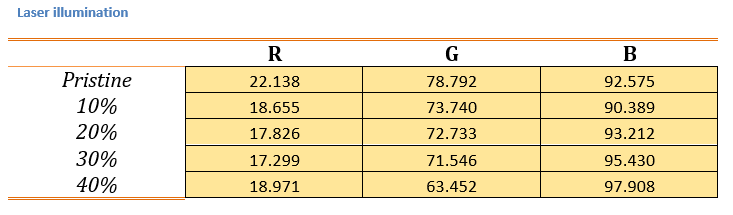 Laser illumination
R G B
Pristine 22.138 78.792 92.575
10% 18.655 73.740 90.389
20% 17.826 72.733 93.212
30% 17.299 71.546 95.430
40% 18.971 63.452 97.908